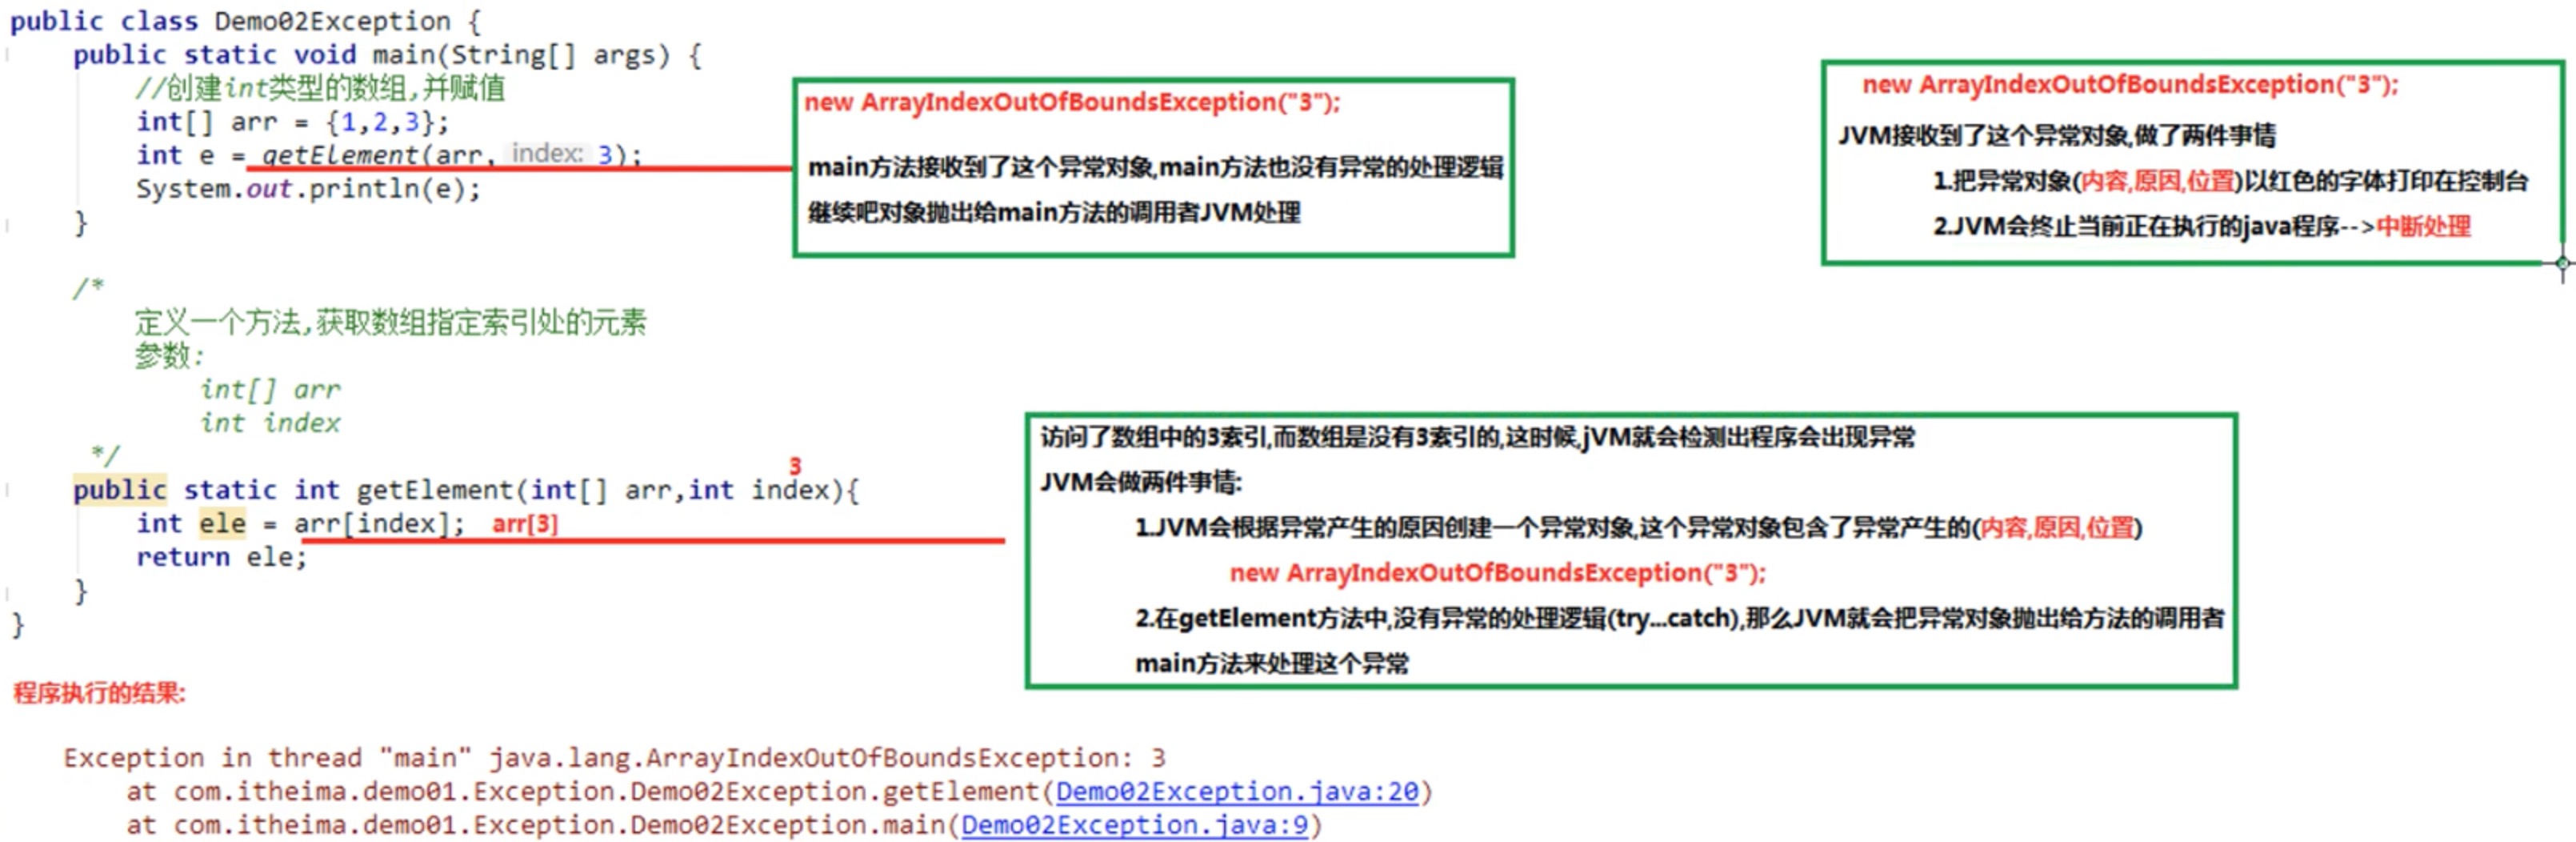 public class Demo02Exception {
public static void main(String[] args) {
//创建int类型的数组,并赋值
int[] arr = {1,2,3};
int e = getElement(arr, index: 3);
System.out.println(e);
}
new ArrayIndexOutOfBoundsException("3");
main方法接收到了这个异常对象,main方法也没有异常的处理逻辑
继续吧对象抛出给main方法的调用者JVM处理
new ArrayIndexOutOfBoundsException("3");
JVM接收到了这个异常对象,做了两件事情
1.把异常对象(内容,原因,位置)以红色的字体打印在控制台
2.JVM会终止当前正在执行的java程序-->中断处理
/*
定义一个方法,获取数组指定索引处的元素
参数:
int[] arr
int index
*/
3
public static int getElement(int[] arr,int index){
int ele = arr[index]; arr[3]
return ele;
}
}
访问了数组中的3索引,而数组是没有3索引的,这时候,jVM就会检测出程序会出现异常
JVM会做两件事情:
1.JVM会根据异常产生的原因创建一个异常对象,这个异常对象包含了异常产生的(内容,原因,位置)
new ArrayIndexOutOfBoundsException("3");
2.在getElement方法中,没有异常的处理逻辑(try...catch),那么JVM就会把异常对象抛出给方法的调用者
main方法来处理这个异常
程序执行的结果:
Exception in thread "main" java.lang.ArrayIndexOutOfBoundsException: 3
at com.itheima.demo01.Exception.Demo02Exception.getElement(Demo02Exception.java:20)
at com.itheima.demo01.Exception.Demo02Exception.main(Demo02Exception.java:9)